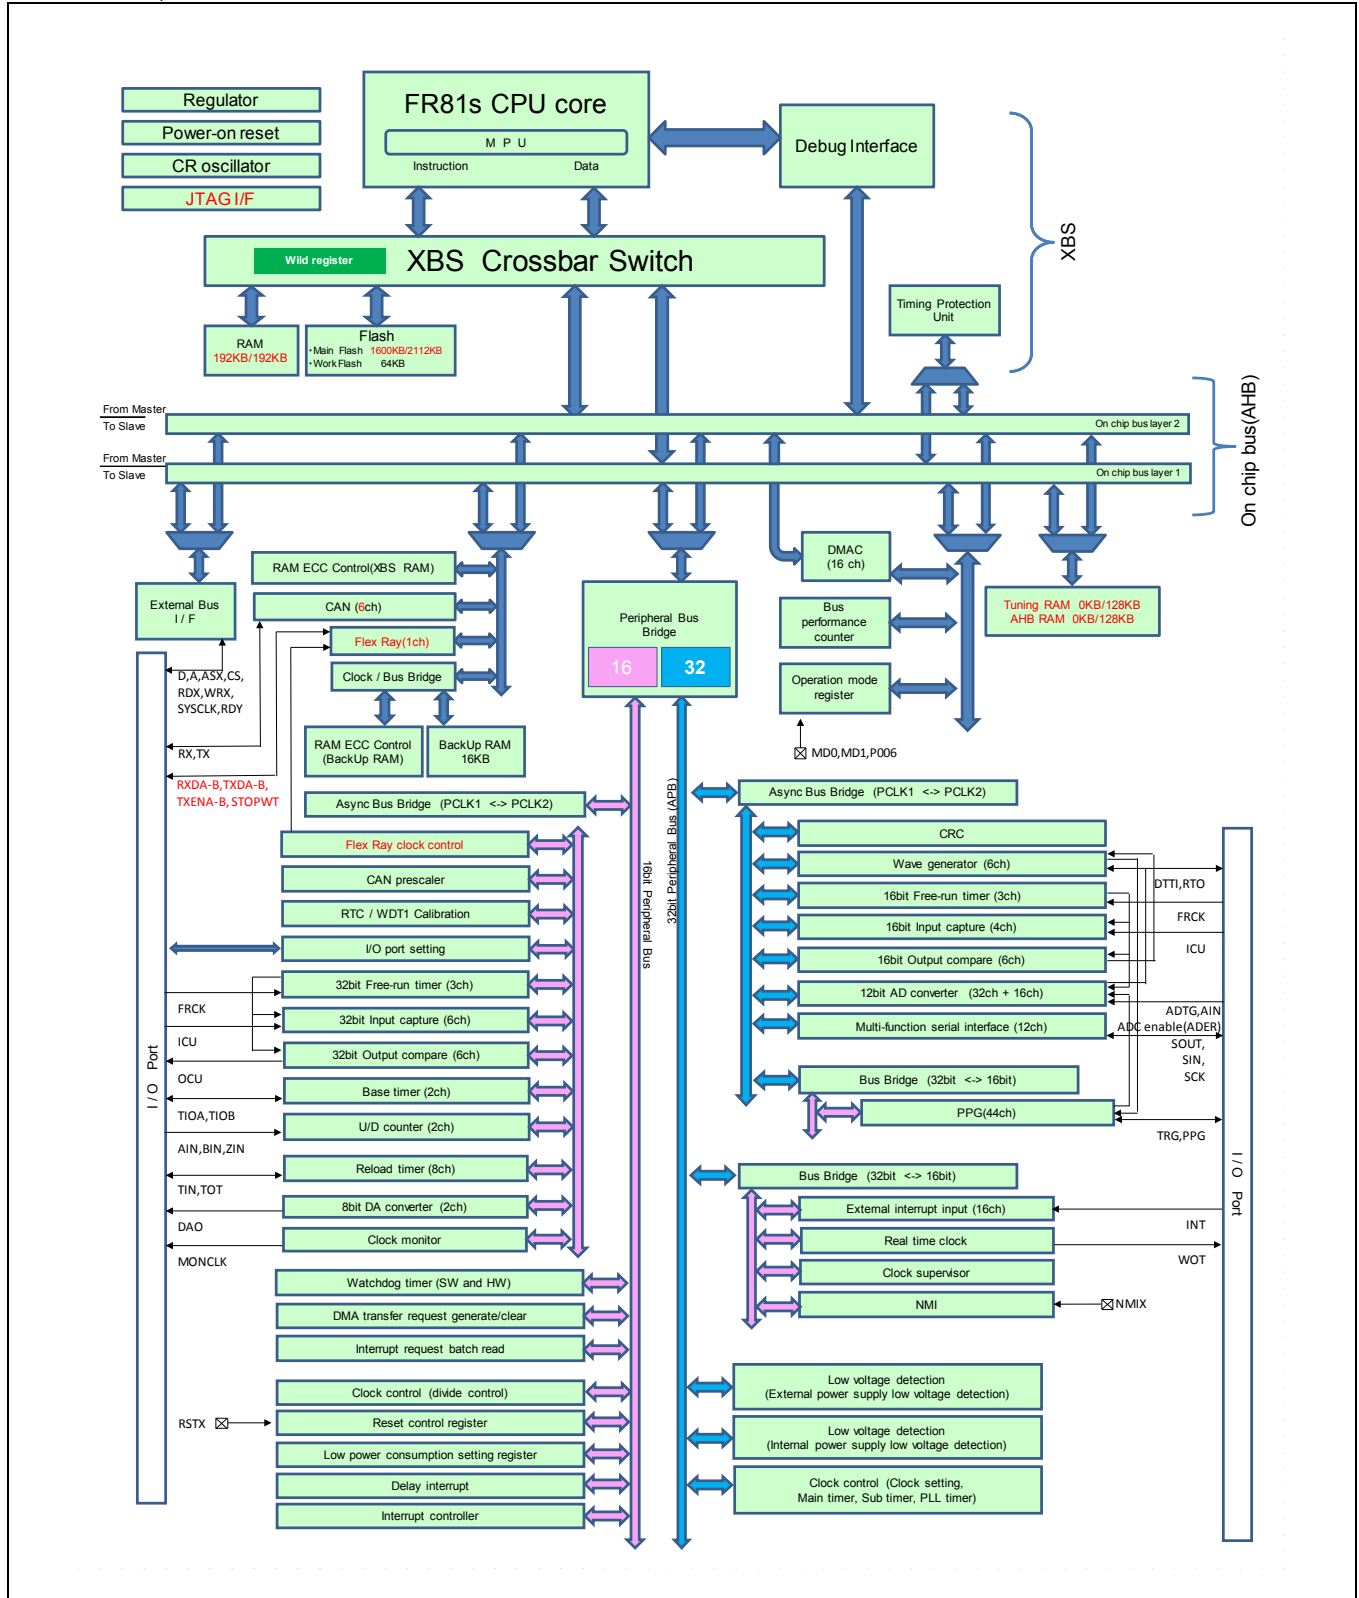 Regulator
Power-on reset
CR oscillator
JTAG I/F
FR81s CPU core
M P U
Instruction Data
Debug Interface
XBS
Wild register
XBS Crossbar Switch
Timing Protection
Unit
RAM
192KB/192KB
Flash
・Main Flash 1600KB/2112KB
・Work Flash 64KB
On chip bus(AHB)
From Master
To Slave
On chip bus layer 2
From Master
To Slave
On chip bus layer 1
External Bus
I / F
RAM ECC Control(XBS RAM)
CAN (6ch)
Flex Ray(1ch)
Clock / Bus Bridge
RAM ECC Control
(BackUp RAM)
BackUp RAM
16KB
Peripheral Bus
Bridge
16
32
DMAC
(16 ch)
Bus
performance
counter
Operation mode
register
MD0,MD1,P006
Tuning RAM 0KB/128KB
AHB RAM 0KB/128KB
D,A,ASX,CS,
RDX,WRX,
SYSCLK,RDY
RX,TX
RXDA-B,TXDA-B,
TXENA-B, STOPWT
I / O Port
FRCK
ICU
OCU
TIOA,TIOB
AIN,BIN,ZIN
TIN,TOT
DAO
MONCLK
RSTX
Async Bus Bridge (PCLK1 <-> PCLK2)
Flex Ray clock control
CAN prescaler
RTC / WDT1 Calibration
I/O port setting
32bit Free-run timer (3ch)
32bit Input capture (6ch)
32bit Output compare (6ch)
Base timer (2ch)
U/D counter (2ch)
Reload timer (8ch)
8bit DA converter (2ch)
Clock monitor
Watchdog timer (SW and HW)
DMA transfer request generate/clear
Interrupt request batch read
Clock control (divide control)
Reset control register
Low power consumption setting register
Delay interrupt
Interrupt controller
16bit Peripheral Bus
32bit Peripheral Bus (APB)
Async Bus Bridge (PCLK1 <-> PCLK2)
CRC
Wave generator (6ch)
16bit Free-run timer (3ch)
16bit Input capture (4ch)
16bit Output compare (6ch)
12bit AD converter (32ch + 16ch)
Multi-function serial interface (12ch)
Bus Bridge (32bit <-> 16bit)
PPG(44ch)
Bus Bridge (32bit <-> 16bit)
External interrupt input (16ch)
Real time clock
Clock supervisor
NMI
Low voltage detection
(External power supply low voltage detection)
Low voltage detection
(Internal power supply low voltage detection)
Clock control (Clock setting,
Main timer, Sub timer, PLL timer)
DTTI,RTO
FRCK
ICU
ADTG,AIN
ADC enable(ADER)
SOUT,
SIN,
SCK
TRG,PPG
INT
WOT
NMIX
I / O Port